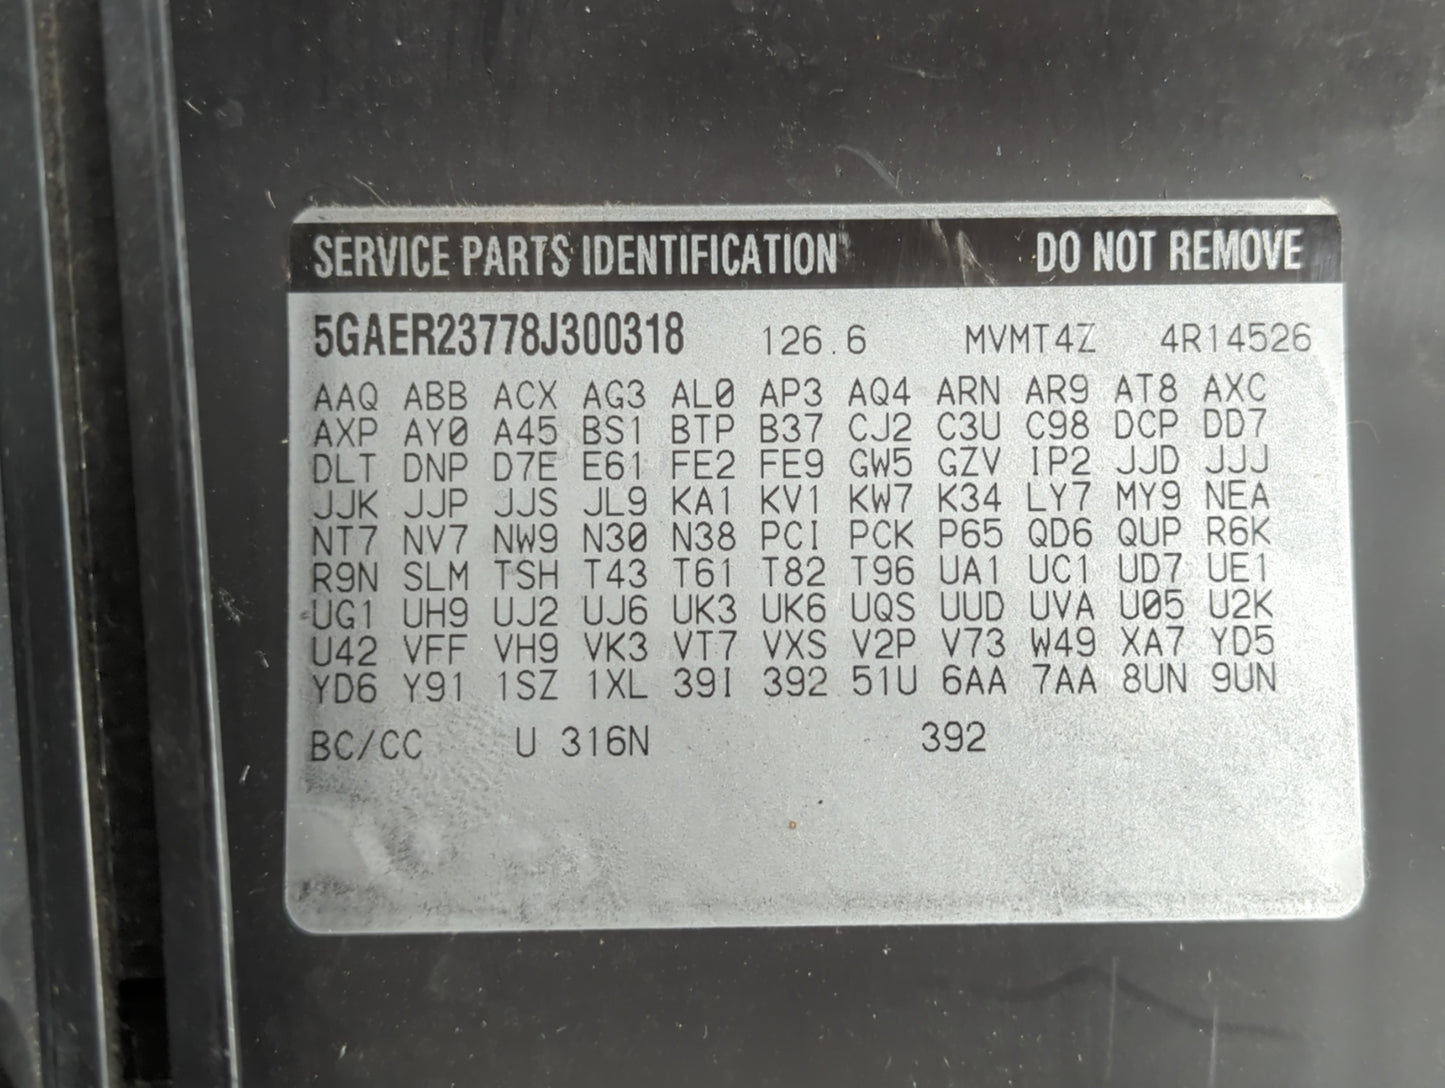 SERVICE PARTS IDENTIFICATION DO NOT REMOVE
5GAER23778J300318 126.6 MVMT4Z 4R14526
AAQ ABB ACX AG3 AL0 AP3 AQ4 ARN AR9 AT8 AXC
AXP AY0 A45 BS1 BTP B37 CJ2 C3U C98 DCP DD7
DLT DNP D7E E61 FE2 FE9 GW5 GZV IP2 JJD JJJ
JJK JJP JJS JL9 KA1 KV1 KW7 K34 LY7 MY9 NEA
NT7 NV7 NW9 N30 N38 PCI PCK P65 QD6 QUP R6K
R9N SLM TSH T43 T61 T82 T96 UA1 UC1 UD7 UE1
UG1 UH9 UJ2 UJ6 UK3 UK6 UQS UUD UVA U05 U2K
U42 VFF VH9 VK3 VT7 VXS V2P V73 W49 XA7 YD5
YD6 Y91 1SZ 1XL 39I 392 51U 6AA 7AA 8UN 9UN
BC/CC U 316N 392